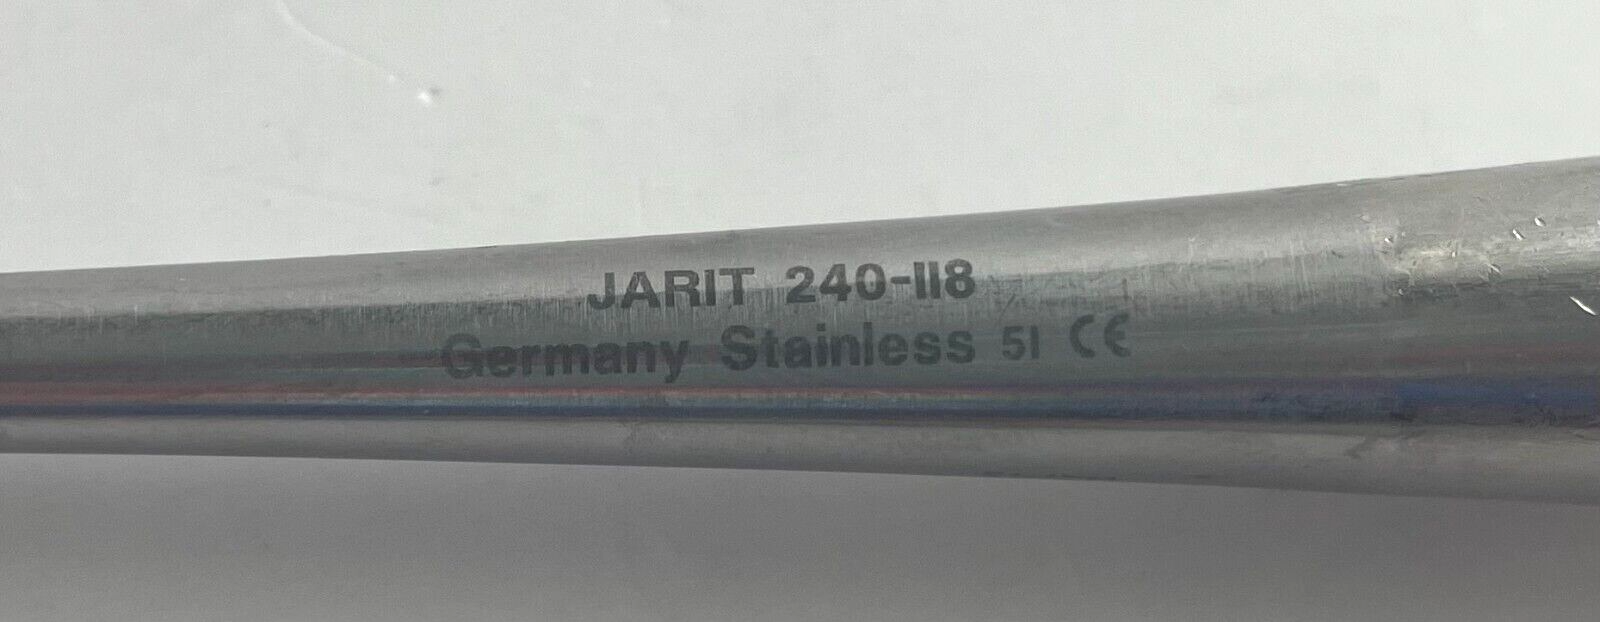 JARIT 240-118
Germany Stainless 51 CE